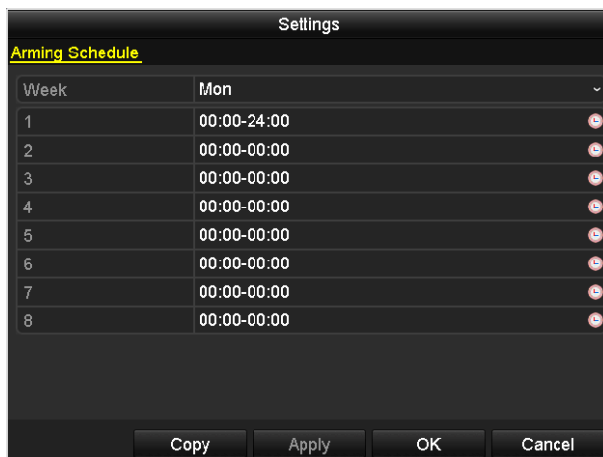 Settings
Arming Schedule
Week Mon
1 00:00-24:00
2 00:00-00:00
3 00:00-00:00
4 00:00-00:00
5 00:00-00:00
6 00:00-00:00
7 00:00-00:00
8 00:00-00:00
Copy Apply OK Cancel